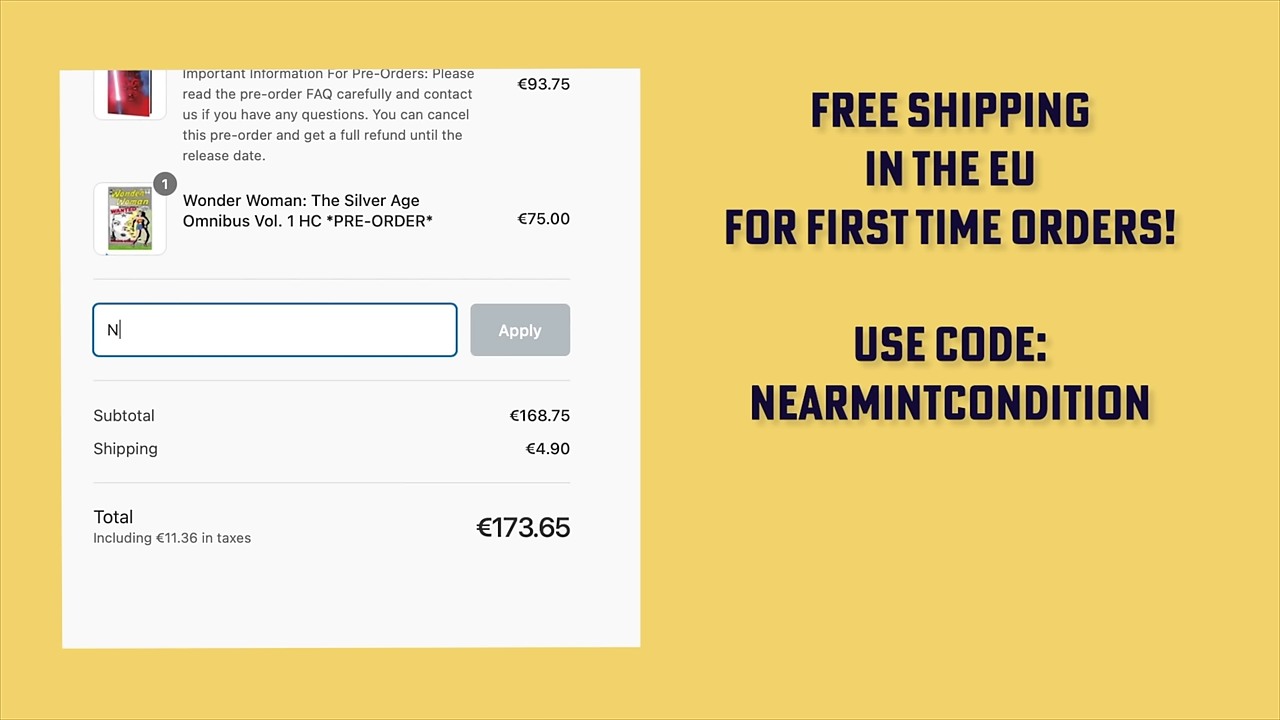 Important Information For Pre-Orders: Please
read the pre-order FAQ carefully and contact
us if you have any questions. You can cancel
this pre-order and get a full refund until the
release date.
€93.75
1
Wonder Woman: The Silver Age
Omnibus Vol. 1 HC *PRE-ORDER*
€75.00
N
Apply
Subtotal
€168.75
Shipping
€4.90
Total
Including €11.36 in taxes
€173.65
FREE SHIPPING
IN THE EU
FOR FIRST TIME ORDERS!
USE CODE:
NEARMINTCONDITION